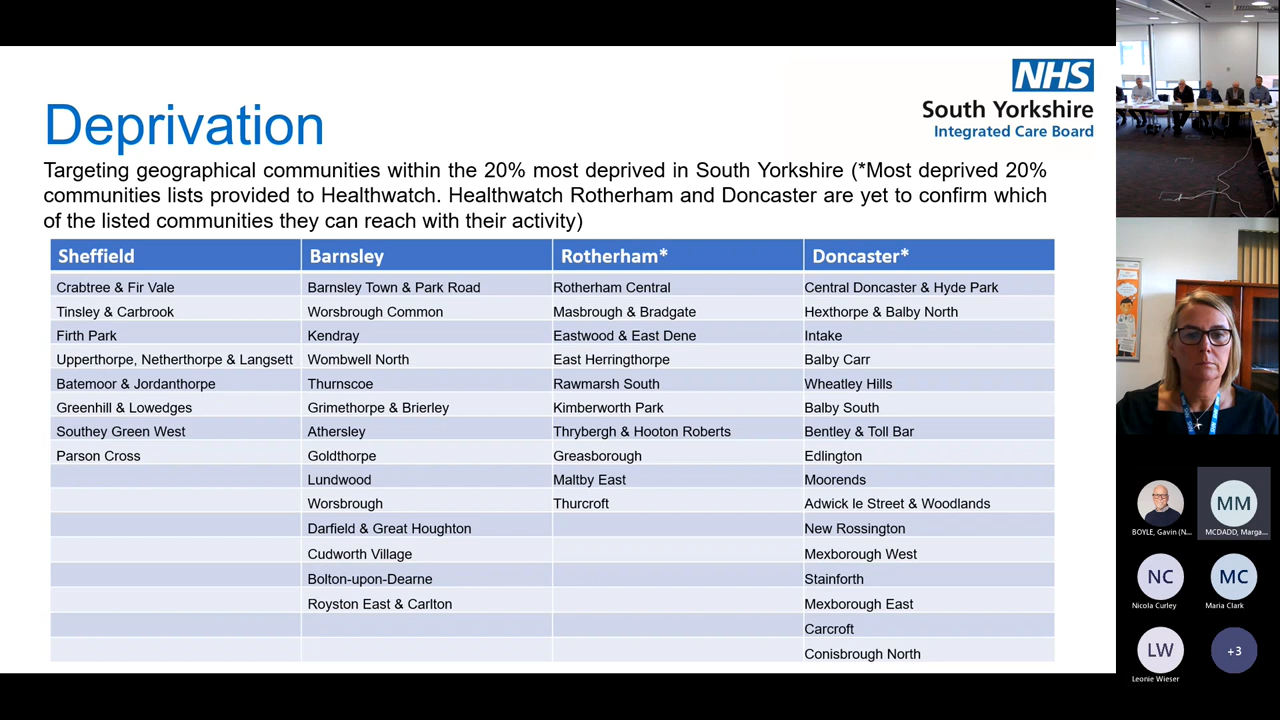 NHS
South Yorkshire
Integrated Care Board
Deprivation
Targeting geographical communities within the 20% most deprived in South Yorkshire (*Most deprived 20%
communities lists provided to Healthwatch. Healthwatch Rotherham and Doncaster are yet to confirm which
of the listed communities they can reach with their activity)
Sheffield Barnsley Rotherham* Doncaster*
Crabtree & Fir Vale Barnsley Town & Park Road Rotherham Central Central Doncaster & Hyde Park
Tinsley & Carbrook Worsbrough Common Masbrough & Bradgate Hexthorpe & Balby North
Firth Park Kendray Eastwood & East Dene Intake
Upperthorpe, Netherthorpe & Langsett Wombwell North East Herringthorpe Balby Carr
Batemoor & Jordanthorpe Thurnscoe Rawmarsh South Wheatley Hills
Greenhill & Lowedges Grimethorpe & Brierley Kimberworth Park Balby South
Southey Green West Athersley Thrybergh & Hooton Roberts Bentley & Toll Bar
Parson Cross Goldthorpe Greasborough Edlington
Lundwood Maltby East Moorends
Worsbrough Thurcroft Adwick le Street & Woodlands
Darfield & Great Houghton New Rossington
Cudworth Village Mexborough West
Bolton-upon-Dearne Stainforth
Royston East & Carlton Mexborough East
Carcroft
Conisbrough North
MM
BOYLE, Gavin (N... MCDADD, Marga...
NC MC
Nicola Curley Maria Clark
LW +3
Leonie Wieser